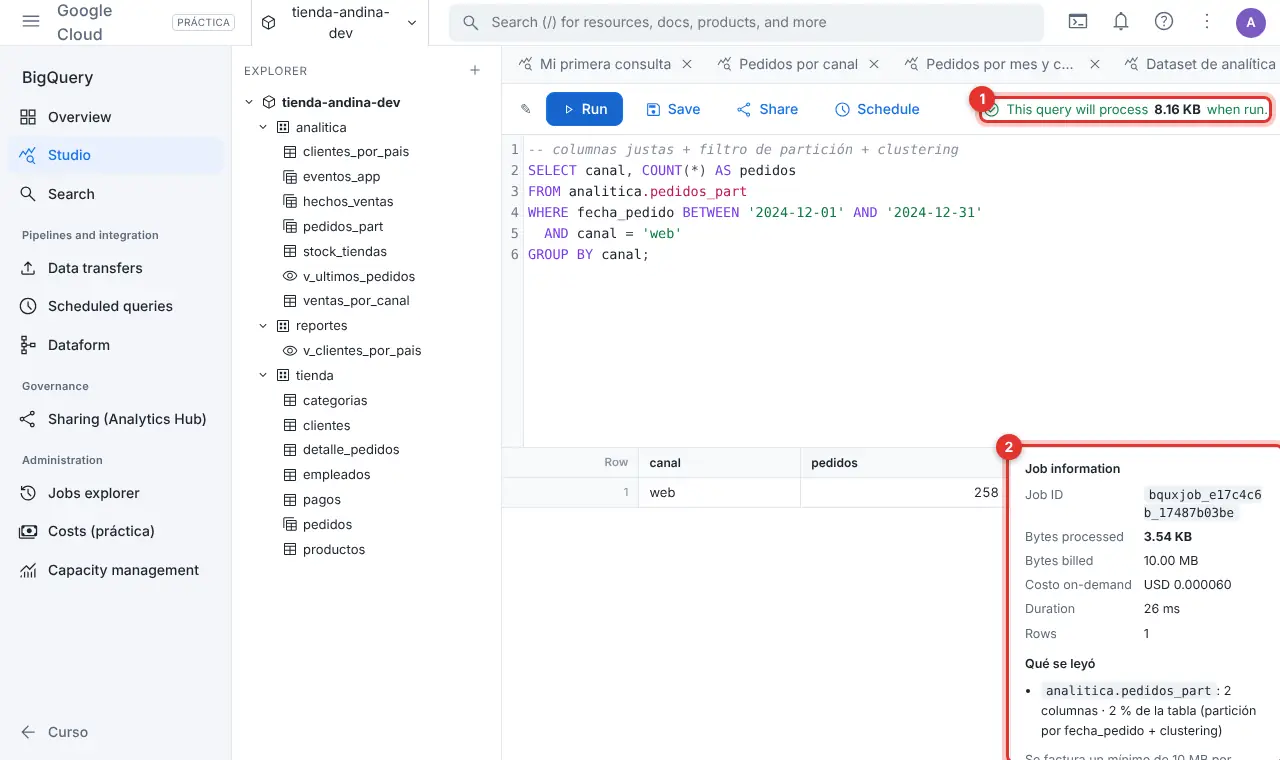 Google Cloud
PRÁCTICA
tienda-andina-dev
Search (/) for resources, docs, products, and more
A
BigQuery
Overview
Studio
Search
Pipelines and integration
Data transfers
Scheduled queries
Dataform
Governance
Sharing (Analytics Hub)
Administration
Jobs explorer
Costs (práctica)
Capacity management
Curso
EXPLORER
tienda-andina-dev
analitica
clientes_por_pais
eventos_app
hechos_ventas
pedidos_part
stock_tiendas
v_ultimos_pedidos
ventas_por_canal
reportes
v_clientes_por_pais
tienda
categorias
clientes
detalle_pedidos
empleados
pagos
pedidos
productos
Mi primera consulta
Pedidos por canal
Pedidos por mes y c...
Dataset de analítica
Run
Save
Share
Schedule
1
This query will process 8.16 KB when run.
1 -- columnas justas + filtro de partición + clustering
2 SELECT canal, COUNT(*) AS pedidos
3 FROM analitica.pedidos_part
4 WHERE fecha_pedido BETWEEN '2024-12-01' AND '2024-12-31'
5 AND canal = 'web'
6 GROUP BY canal;
Row canal pedidos
1 web 258
2
Job information
Job ID bquxjob_e17c4c6
b_17487b03be
Bytes processed 3.54 KB
Bytes billed 10.00 MB
Costo on-demand USD 0.000060
Duration 26 ms
Rows 1
Qué se leyó
• analitica.pedidos_part : 2
columnas · 2 % de la tabla (partición
por fecha_pedido + clustering)
Se factura un mínimo de 10 MB por